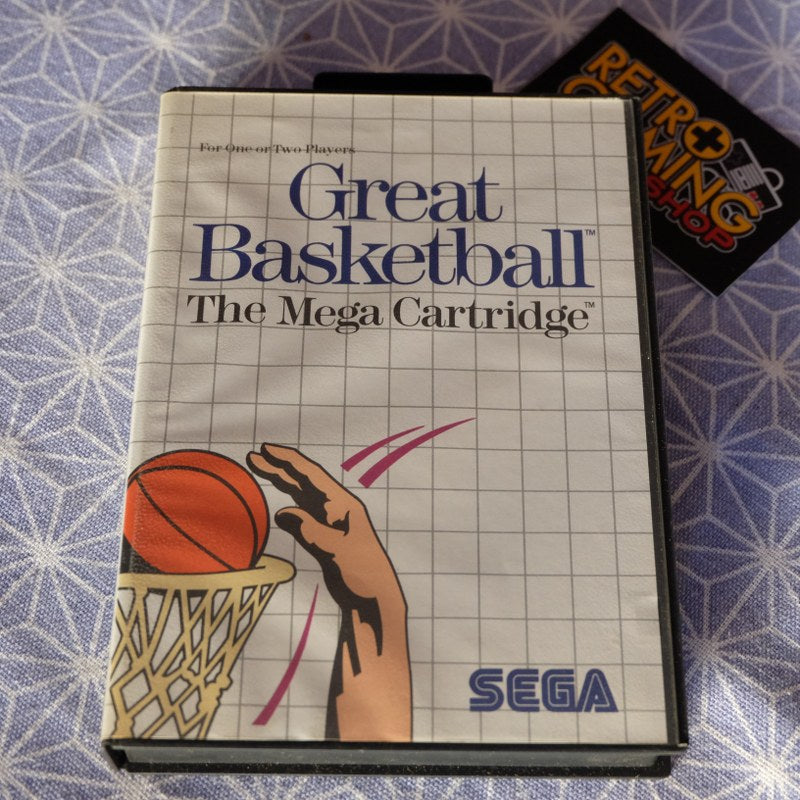 For One or Two Players
Great
Basketball™
The Mega Cartridge™
SEGA
RETRO
GAMING
SHOP